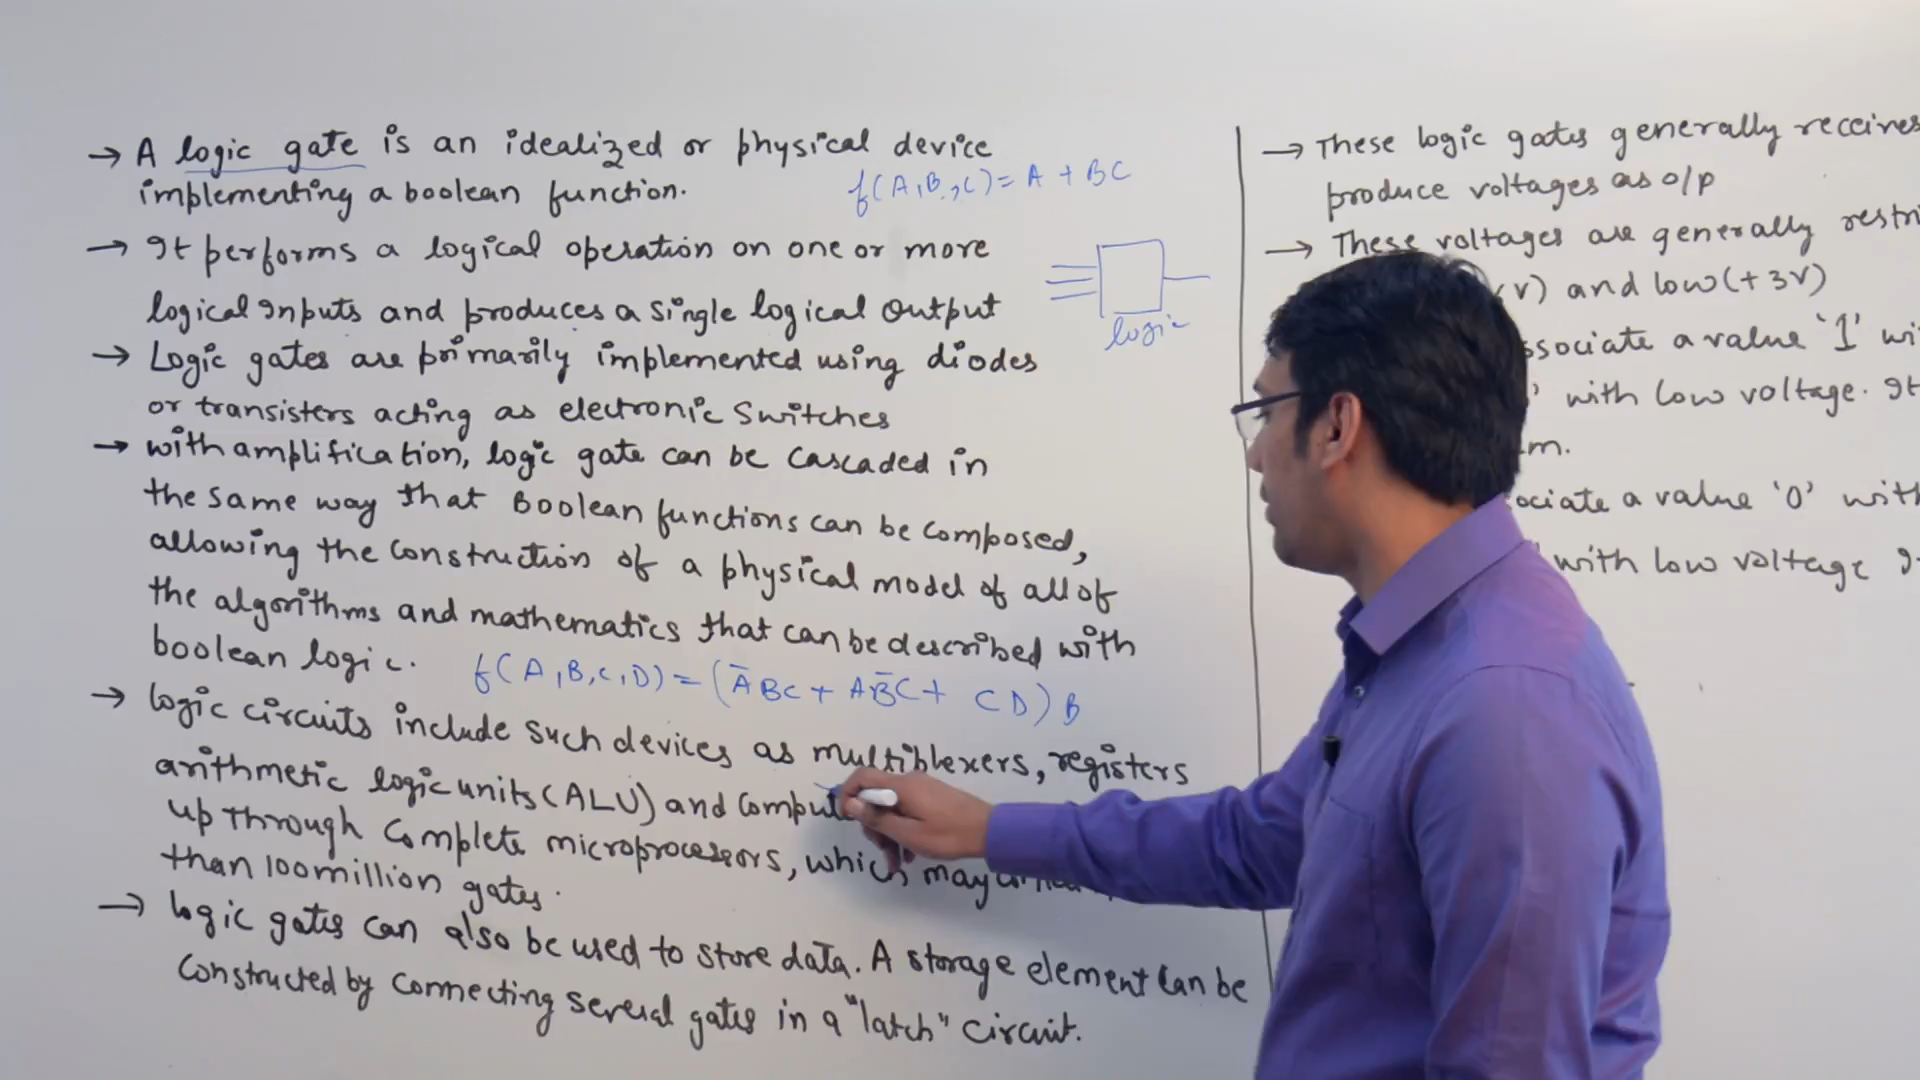 → A logic gate is an idealized or physical device
implementing a boolean function.
f(A,B,C) = A + BC
→ It performs a logical operation on one or more
logical Inputs and produces a single logical output
logic
→ Logic gates are primarily implemented using diodes
or transisters acting as electronic switches
→ with amplification, logic gate can be cascaded in
the same way that Boolean functions can be composed,
allowing the construction of a physical model of all of
the algorithms and mathematics that can be described with
boolean logic.
f(A,B,C,D) = (A̅BC + AB̅C + CD) B
→ logic circuits include such devices as multiplexers, registers
arithmetic logic units (ALU) and
up through complete microprocessors, which may
than 100 million gates.
→ logic gates can also be used to store data. A storage element can be
constructed by connecting several gates in a "latch" circuit.
→ These logic gates generally receives
produce voltages as o/p
→ These voltages are generally
V) and low (+3V)
a value '1'
with low voltage.
a value '0' with
with low voltage